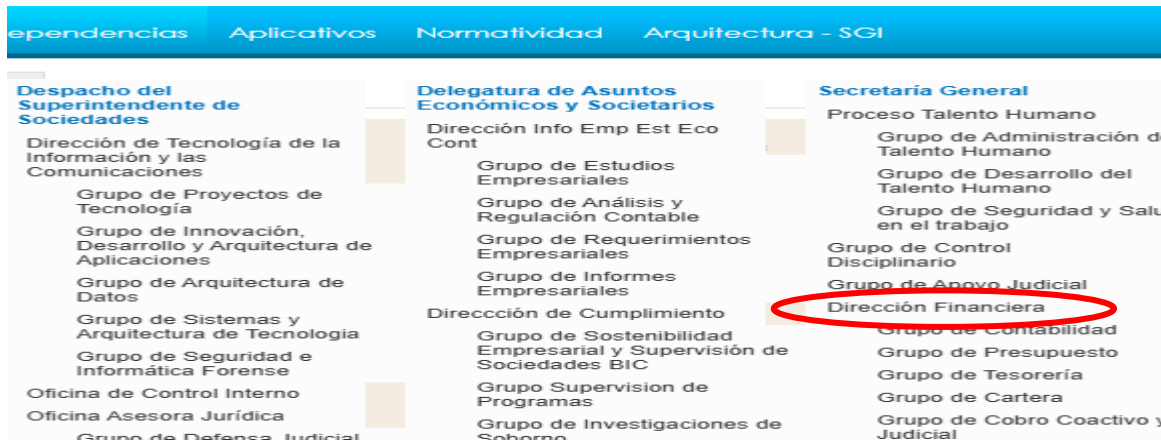 ependencias Aplicativos Normatividad Arquitectura - SGI
Despacho del
Superintendente de
Sociedades
Dirección de Tecnología de la
Información y las
Comunicaciones
Grupo de Proyectos de
Tecnología
Grupo de Innovación,
Desarrollo y Arquitectura de
Aplicaciones
Grupo de Arquitectura de
Datos
Grupo de Sistemas y
Arquitectura de Tecnologia
Grupo de Seguridad e
Informática Forense
Oficina de Control Interno
Oficina Asesora Jurídica
Grupo de Defensa Judicial
Delegatura de Asuntos
Económicos y Societarios
Dirección Info Emp Est Eco
Cont
Grupo de Estudios
Empresariales
Grupo de Análisis y
Regulación Contable
Grupo de Requerimientos
Empresariales
Grupo de Informes
Empresariales
Direccción de Cumplimiento
Grupo de Sostenibilidad
Empresarial y Supervisión de
Sociedades BIC
Grupo Supervision de
Programas
Grupo de Investigaciones de
Soborno
Secretaría General
Proceso Talento Humano
Grupo de Administración d
Talento Humano
Grupo de Desarrollo del
Talento Humano
Grupo de Seguridad y Salu
en el trabajo
Grupo de Control
Disciplinario
Grupo de Apoyo Judicial
Dirección Financiera
Grupo de Contabilidad
Grupo de Presupuesto
Grupo de Tesorería
Grupo de Cartera
Grupo de Cobro Coactivo y
Judicial